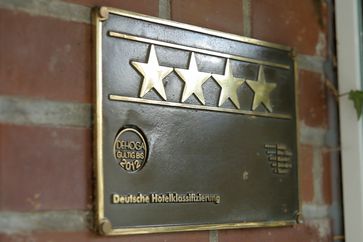 DEHOGA
GÜLTIG BIS
2012
Deutsche Hotelklassifizierung